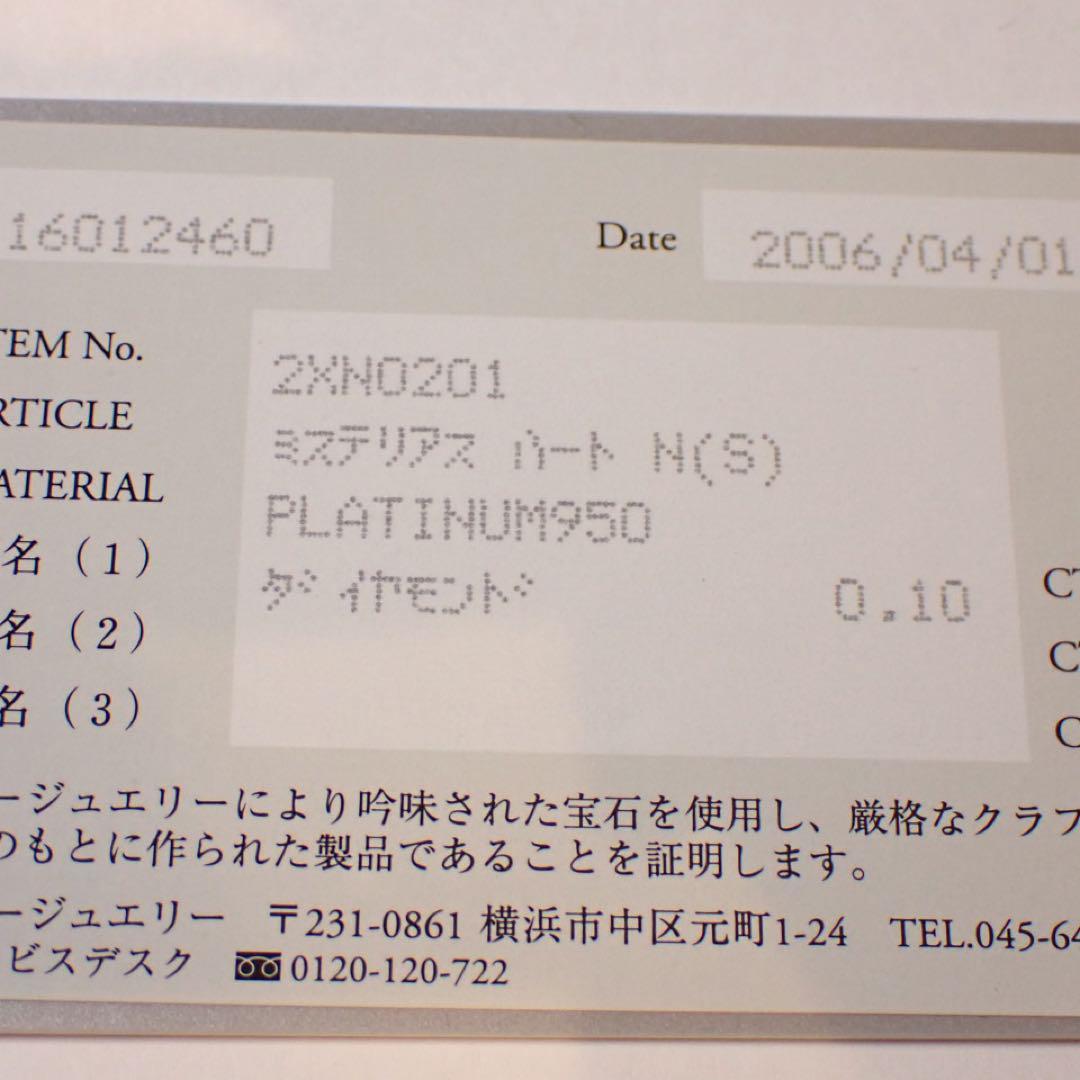 16012460 Date 2006/04/01
TEM No. 2XN0201
RTICLE ミステリアス ハート N(S)
ATERIAL PLATINUM950
名(1) ダイヤモンド 0.10 CT
名(2) CT
名(3) C
ージュエリーにより吟味された宝石を使用し、厳格なクラフ
のもとに作られた製品であることを証明します。
ージュエリー 〒231-0861 横浜市中区元町1-24 TEL.045-64
ビスデスク 0120-120-722